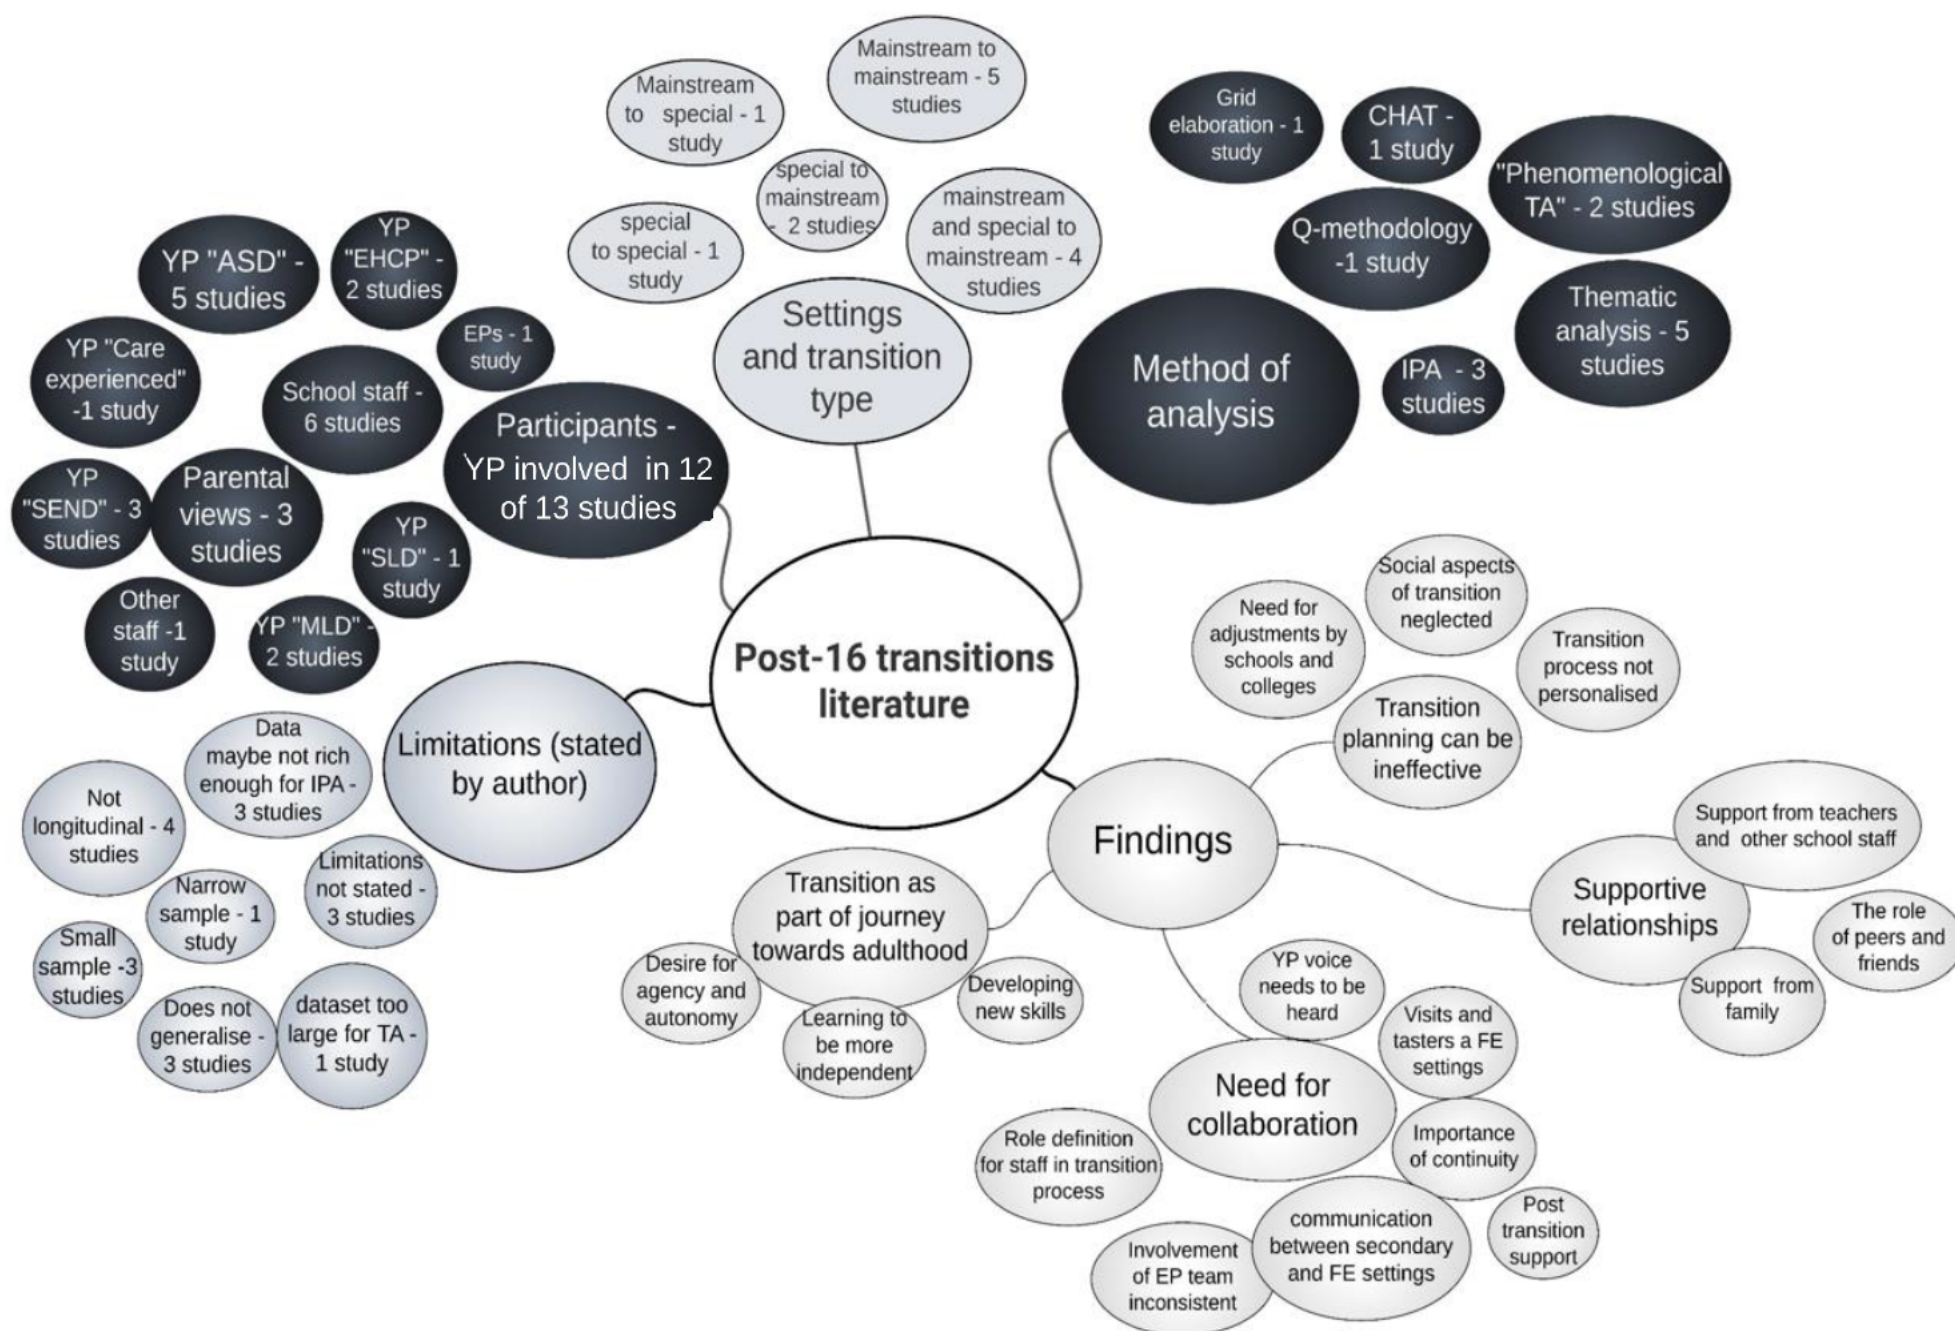 Mainstream to
mainstream - 5
studies
Mainstream
to special - 1
study
special to
mainstream
- 2 studies
mainstream
and special to
mainstream - 4
studies
special
to special - 1
study
Settings
and transition
type
Grid
elaboration - 1
study
CHAT -
1 study
"Phenomenological
TA" - 2 studies
Q-methodology
-1 study
Thematic
analysis - 5
studies
IPA - 3
studies
Method of
analysis
YP "ASD" -
5 studies
YP
"EHCP" -
2 studies
EPs - 1
study
YP "Care
experienced"
-1 study
School staff -
6 studies
Participants -
YP involved in 12
of 13 studies
YP
"SEND" - 3
studies
Parental
views - 3
studies
YP
"SLD" - 1
study
Other
staff -1
study
YP "MLD" -
2 studies
Post-16 transitions
literature
Limitations (stated
by author)
Data
maybe not rich
enough for IPA -
3 studies
Not
longitudinal - 4
studies
Limitations
not stated -
3 studies
Narrow
sample - 1
study
Small
sample -3
studies
Does not
generalise -
3 studies
dataset too
large for TA -
1 study
Findings
Social aspects
of transition
neglected
Need for
adjustments by
schools and
colleges
Transition
process not
personalised
Transition
planning can be
ineffective
Support from teachers
and other school staff
Supportive
relationships
The role
of peers and
friends
Support from
family
Transition as
part of journey
towards adulthood
Desire for
agency and
autonomy
Learning to
be more
independent
Developing
new skills
YP voice
needs to be
heard
Visits and
tasters a FE
settings
Need for
collaboration
Importance
of continuity
Role definition
for staff in transition
process
Post
transition
support
communication
between secondary
and FE settings
Involvement
of EP team
inconsistent